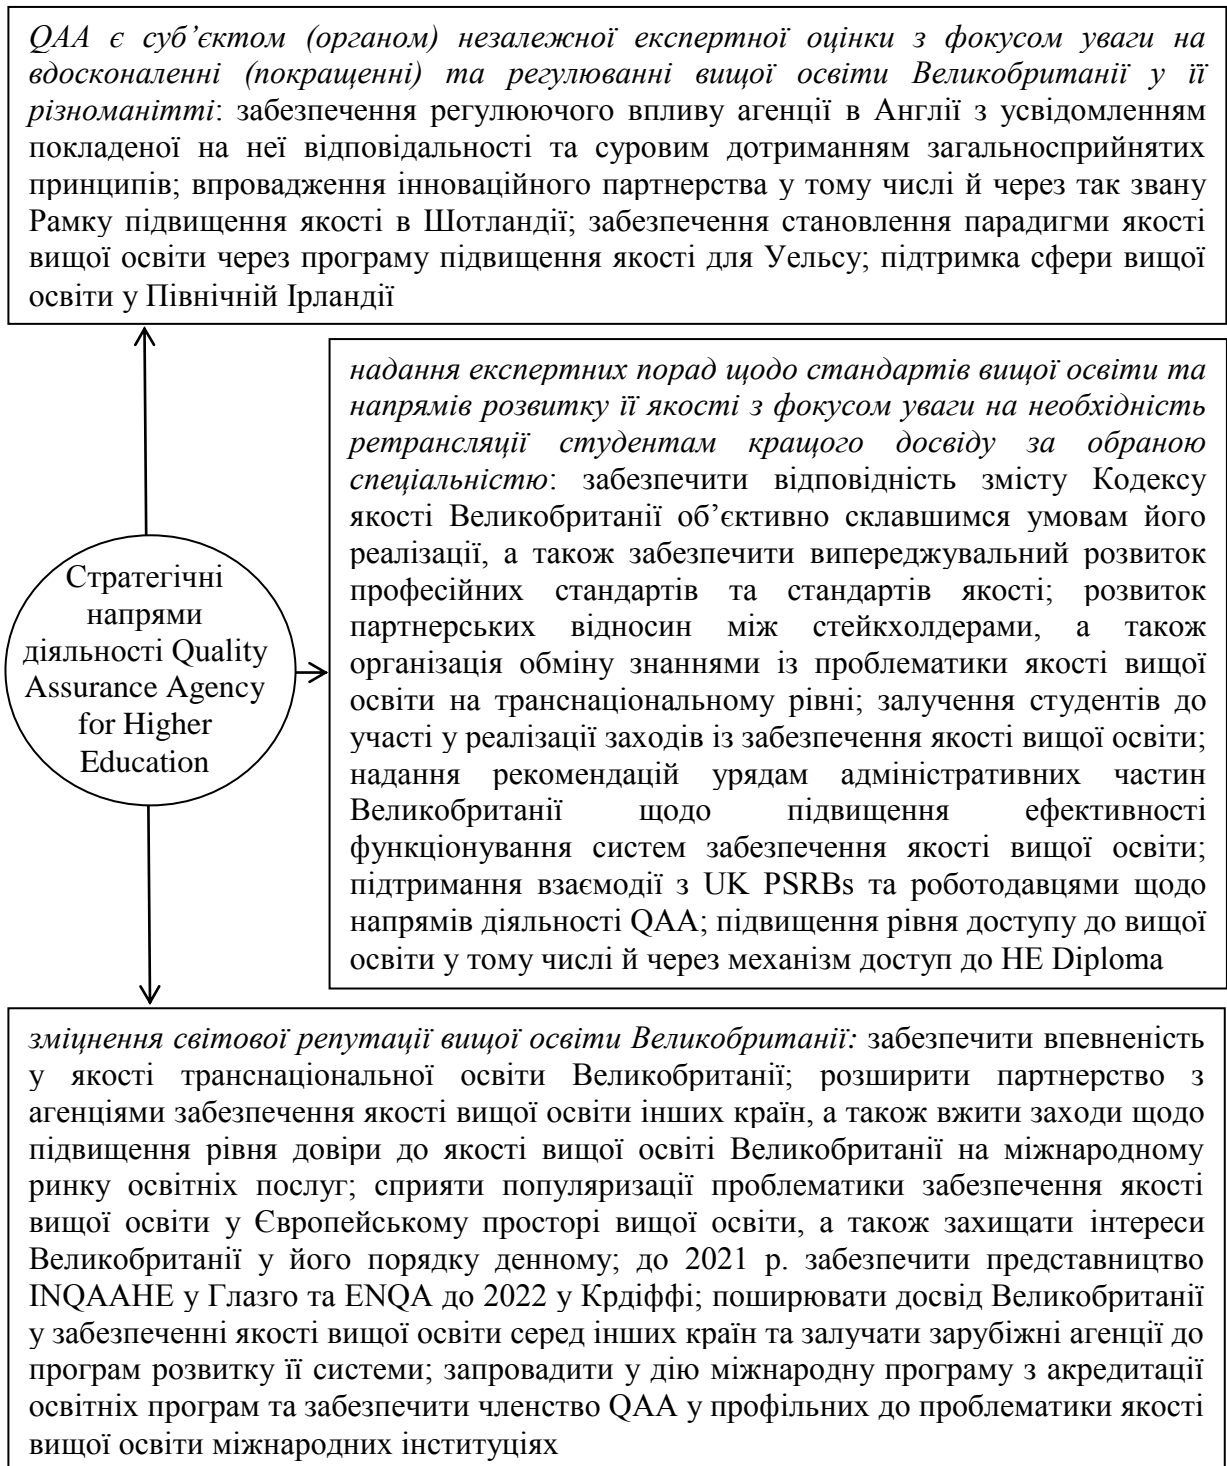 QAA є суб’єктом (органом) незалежної експертної оцінки з фокусом уваги на
вдосконаленні (покращенні) та регулюванні вищої освіти Великобританії у її
різноманітті: забезпечення регулюючого впливу агенції в Англії з усвідомленням
покладеної на неї відповідальності та суровим дотриманням загальносприйнятих
принципів; впровадження інноваційного партнерства у тому числі й через так звану
Рамку підвищення якості в Шотландії; забезпечення становлення парадигми якості
вищої освіти через програму підвищення якості для Уельсу; підтримка сфери вищої
освіти у Північній Ірландії
надання експертних порад щодо стандартів вищої освіти та
напрямів розвитку її якості з фокусом уваги на необхідність
ретрансляції студентам кращого досвіду за обраною
спеціальністю: забезпечити відповідність змісту Кодексу
якості Великобританії об’єктивно склавшимся умовам його
реалізації, а також забезпечити випереджувальний розвиток
професійних стандартів та стандартів якості; розвиток
партнерських відносин між стейкхолдерами, а також
організація обміну знаннями із проблематики якості вищої
освіти на транснаціональному рівні; залучення студентів до
участі у реалізації заходів із забезпечення якості вищої освіти;
надання рекомендацій урядам адміністративних частин
Великобританії щодо підвищення ефективності
функціонування систем забезпечення якості вищої освіти;
підтримання взаємодії з UK PSRBs та роботодавцями щодо
напрямів діяльності QAA; підвищення рівня доступу до вищої
освіти у тому числі й через механізм доступ до HE Diploma
Стратегічні
напрями
діяльності Quality
Assurance Agency
for Higher
Education
зміцнення світової репутації вищої освіти Великобританії: забезпечити впевненість
у якості транснаціональної освіти Великобританії; розширити партнерство з
агенціями забезпечення якості вищої освіти інших країн, а також вжити заходи щодо
підвищення рівня довіри до якості вищої освіті Великобританії на міжнародному
ринку освітніх послуг; сприяти популяризації проблематики забезпечення якості
вищої освіти у Європейському просторі вищої освіти, а також захищати інтереси
Великобританії у його порядку денному; до 2021 р. забезпечити представництво
INQAAHE у Глазго та ENQA до 2022 у Крдіффі; поширювати досвід Великобританії
у забезпеченні якості вищої освіти серед інших країн та залучати зарубіжні агенції до
програм розвитку її системи; запровадити у дію міжнародну програму з акредитації
освітніх програм та забезпечити членство QAA у профільних до проблематики якості
вищої освіти міжнародних інституціях